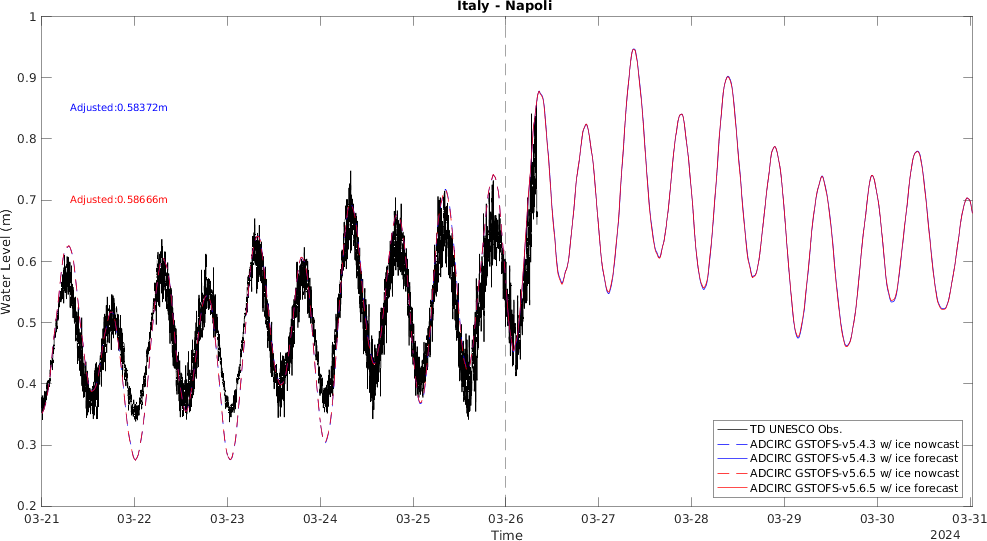 Italy - Napoli
1
0.9
0.8
0.7
0.6
0.5
0.4
0.3
0.2
Water Level (m)
Adjusted:0.58372m
Adjusted:0.58666m
TD UNESCO Obs.
ADCIRC GSTOFS-v5.4.3 w/ ice nowcast
ADCIRC GSTOFS-v5.4.3 w/ ice forecast
ADCIRC GSTOFS-v5.6.5 w/ ice nowcast
ADCIRC GSTOFS-v5.6.5 w/ ice forecast
03-21 03-22 03-23 03-24 03-25 03-26 03-27 03-28 03-29 03-30 03-31
Time
2024